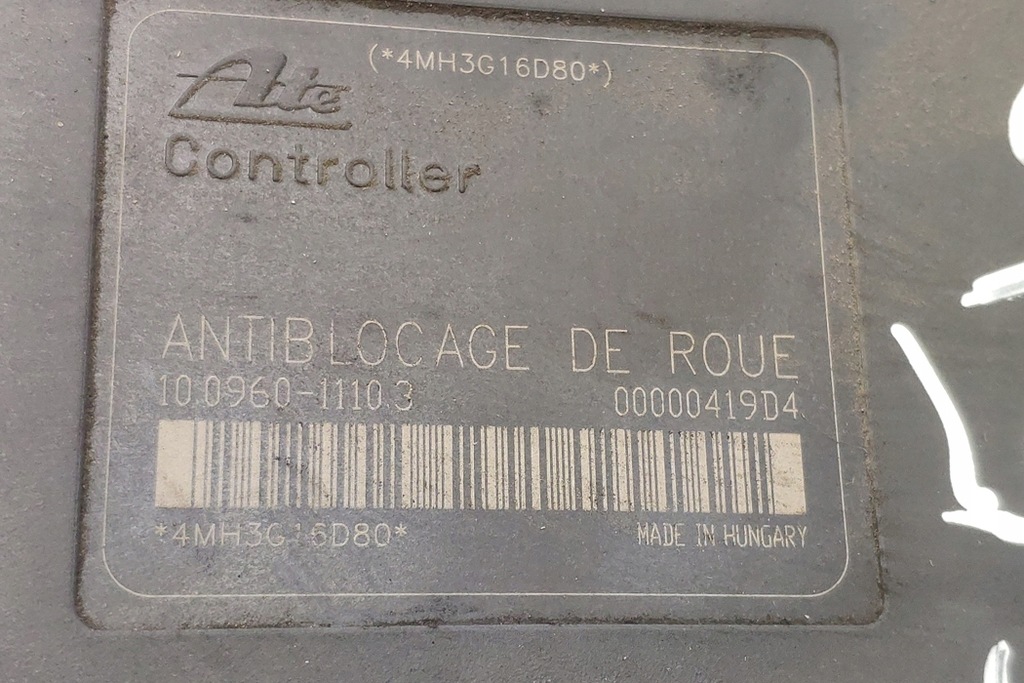 (*4MH3G16D80*)
Ate
Controller
ANTIBLOCAGE DE ROUE
10.0960-1110.3 00000419D4
*4MH3G16D80* MADE IN HUNGARY